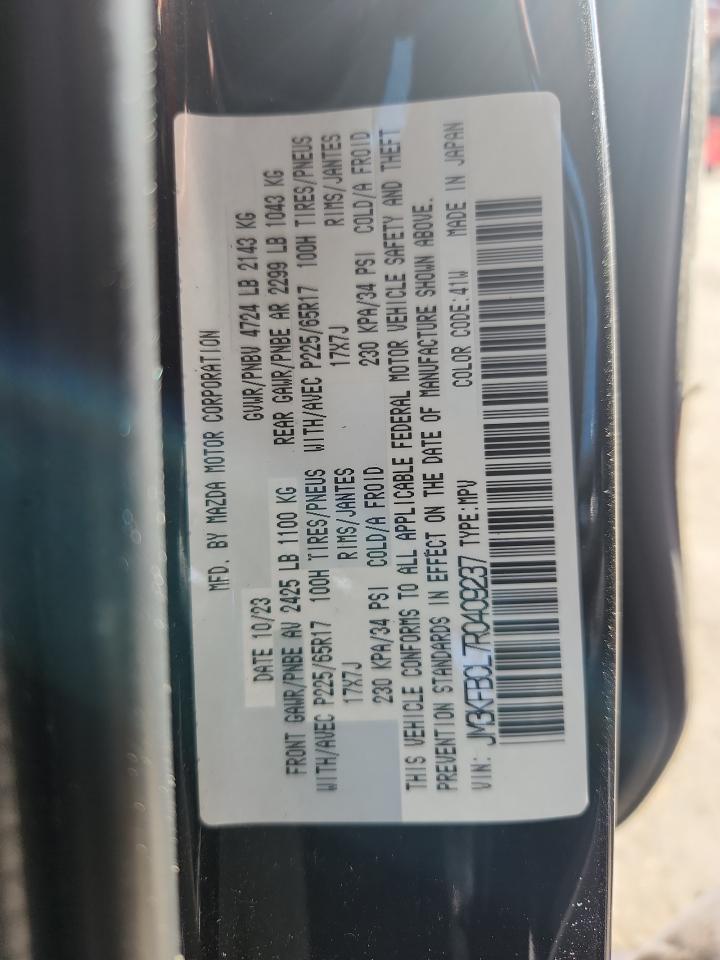 MFD. BY MAZDA MOTOR CORPORATION
DATE 10/23 GVWR/PNBV 4724 LB 2143 KG
FRONT GAWR/PNBE AV 2425 LB 1100 KG REAR GAWR/PNBE AR 2299 LB 1043 KG
WITH/AVEC P225/65R17 100H TIRES/PNEUS WITH/AVEC P225/65R17 100H TIRES/PNEUS
17X7J RIMS/JANTES 17X7J RIMS/JANTES
230 KPA/34 PSI COLD/A FROID 230 KPA/34 PSI COLD/A FROID
THIS VEHICLE CONFORMS TO ALL APPLICABLE FEDERAL MOTOR VEHICLE SAFETY AND THEFT
PREVENTION STANDARDS IN EFFECT ON THE DATE OF MANUFACTURE SHOWN ABOVE.
VIN: JM3KFBCL7R0409237 TYPE:MPV COLOR CODE:41W MADE IN JAPAN